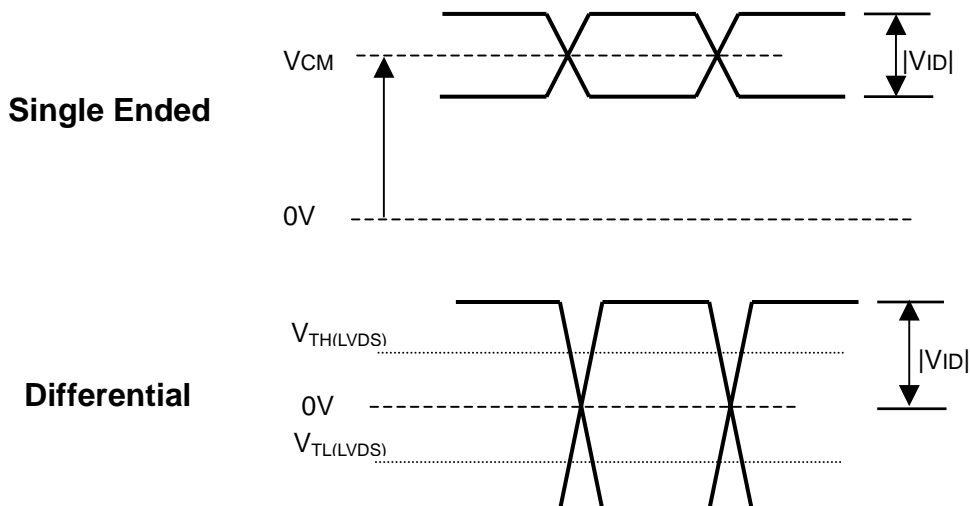 VCM
|VID|
Single Ended
0V
VTH(LVDS)
|VID|
Differential
0V
VTL(LVDS)